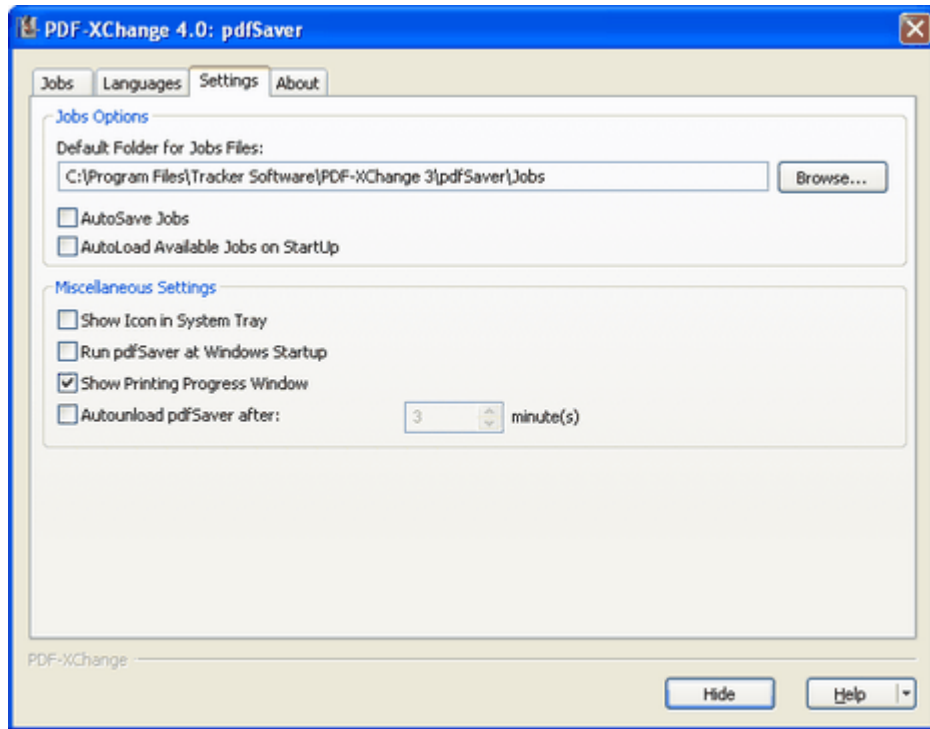 PDF-XChange 4.0: pdfSaver
Jobs Languages Settings About
Jobs Options
Default Folder for Jobs Files:
C:\Program Files\Tracker Software\PDF-XChange 3\pdfSaver\Jobs Browse...
AutoSave Jobs
AutoLoad Available Jobs on StartUp
Miscellaneous Settings
Show Icon in System Tray
Run pdfSaver at Windows Startup
Show Printing Progress Window
Autounload pdfSaver after: 3 minute(s)
PDF-XChange
Hide Help